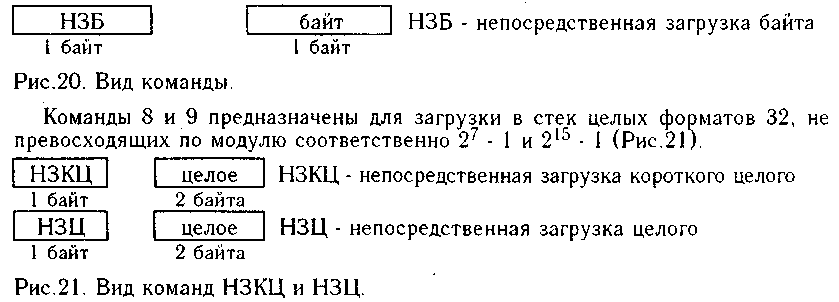 НЗБ байт НЗБ - непосредственная загрузка байта
1 байт 1 байт
Рис.20. Вид команды.
Команды 8 и 9 предназначены для загрузки в стек целых форматов 32, не
превосходящих по модулю соответственно 2⁷ - 1 и 2¹⁵ - 1 (Рис.21).
НЗКЦ целое НЗКЦ - непосредственная загрузка короткого целого
1 байт 2 байта
НЗЦ целое НЗЦ - непосредственная загрузка целого
1 байт 2 байта
Рис.21. Вид команд НЗКЦ и НЗЦ.